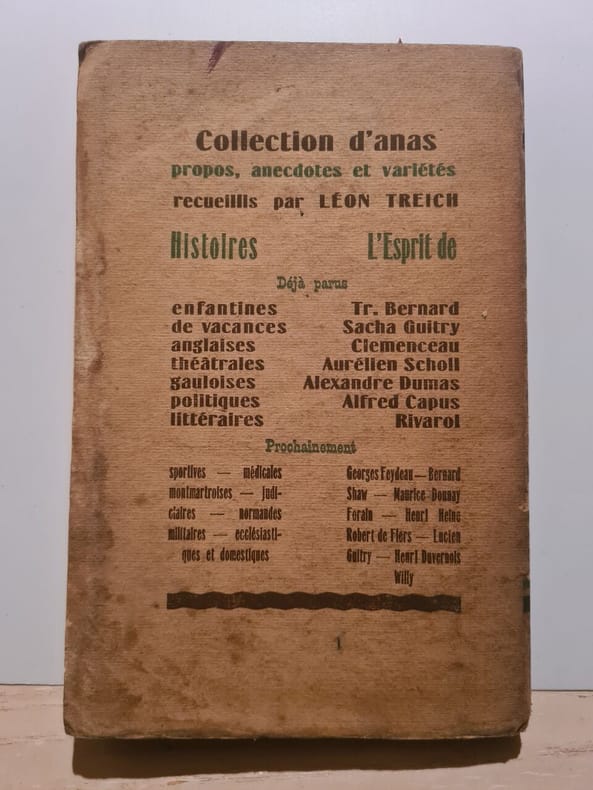 Collection d'anas
propos, anecdotes et variétés
recueillis par LÉON TREICH
Histoires L'Esprit de
Déjà parus
enfantines Tr. Bernard
de vacances Sacha Guitry
anglaises Clemenceau
théâtrales Aurélien Scholl
gauloises Alexandre Dumas
politiques Alfred Capus
littéraires Rivarol
Prochainement
sportives — médicales
montmartroises — judi-
ciaires — normandes
militaires — ecclésiasti-
ques et domestiques
Georges Feydeau — Bernard
Shaw — Maurice Donnay
Forain — Henri Heine
Robert de Flers — Lucien
Guitry — Henri Duvernois
Willy
1